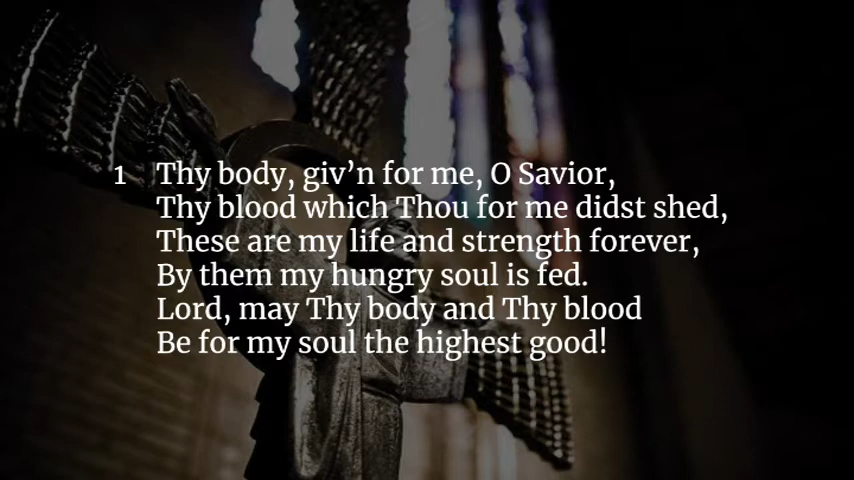 1 Thy body, giv’n for me, O Savior,
Thy blood which Thou for me didst shed,
These are my life and strength forever,
By them my hungry soul is fed.
Lord, may Thy body and Thy blood
Be for my soul the highest good!